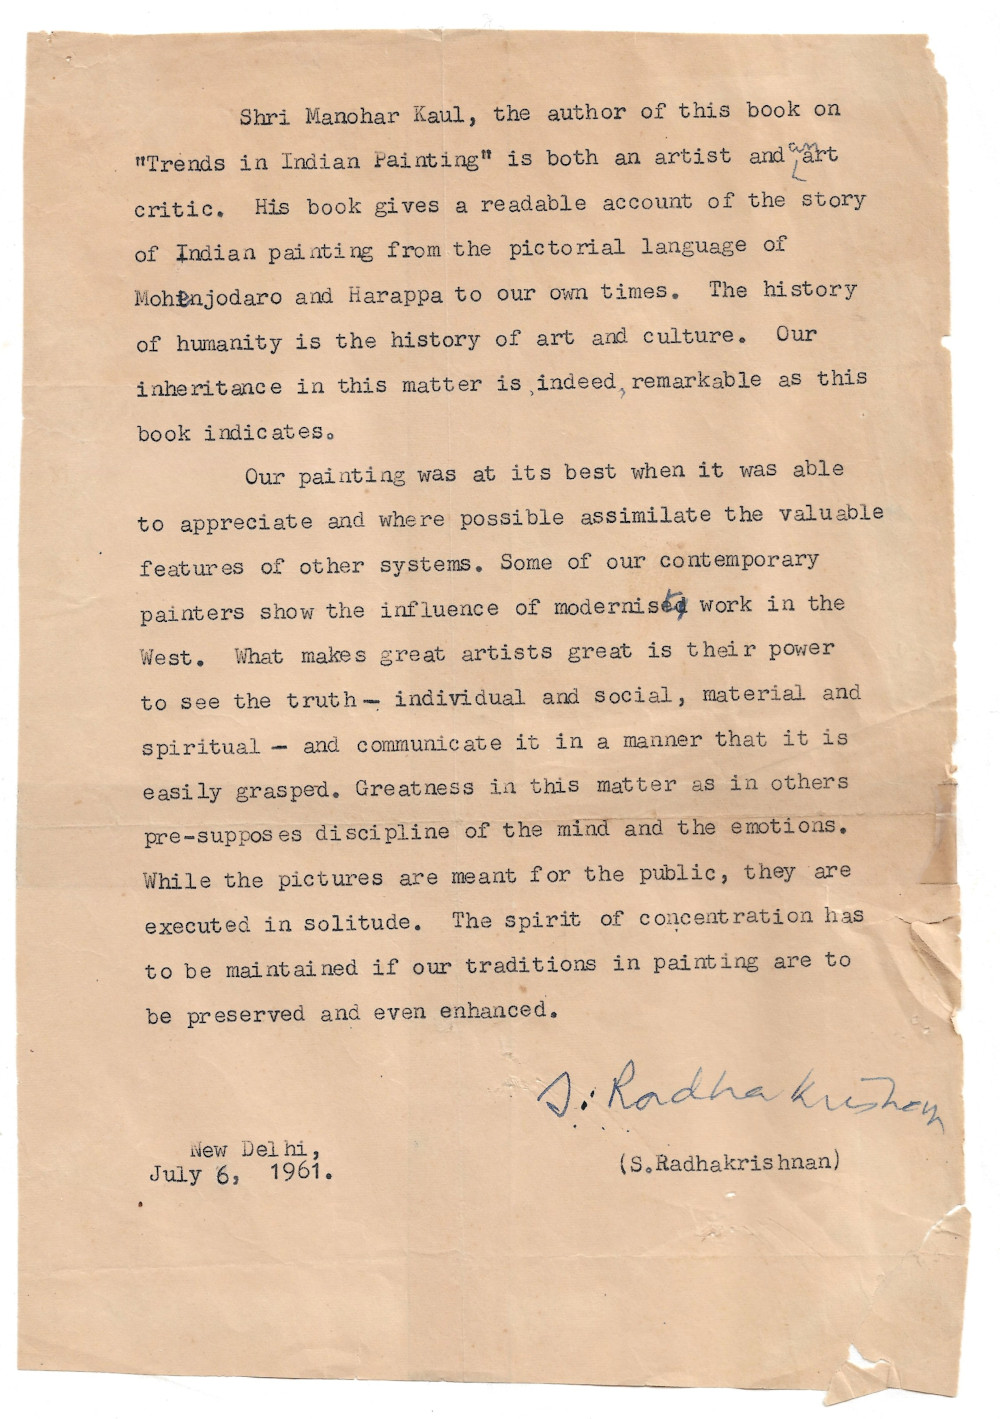 Shri Manohar Kaul, the author of this book on
"Trends in Indian Painting" is both an artist and an art
critic. His book gives a readable account of the story
of Indian painting from the pictorial language of
Mohenjodaro and Harappa to our own times. The history
of humanity is the history of art and culture. Our
inheritance in this matter is ,indeed, remarkable as this
book indicates.
Our painting was at its best when it was able
to appreciate and where possible assimilate the valuable
features of other systems. Some of our contemporary
painters show the influence of modernist work in the
West. What makes great artists great is their power
to see the truth — individual and social, material and
spiritual — and communicate it in a manner that it is
easily grasped. Greatness in this matter as in others
pre-supposes discipline of the mind and the emotions.
While the pictures are meant for the public, they are
executed in solitude. The spirit of concentration has
to be maintained if our traditions in painting are to
be preserved and even enhanced.
S. Radhakrishnan
New Delhi,
July 6, 1961.
(S.Radhakrishnan)